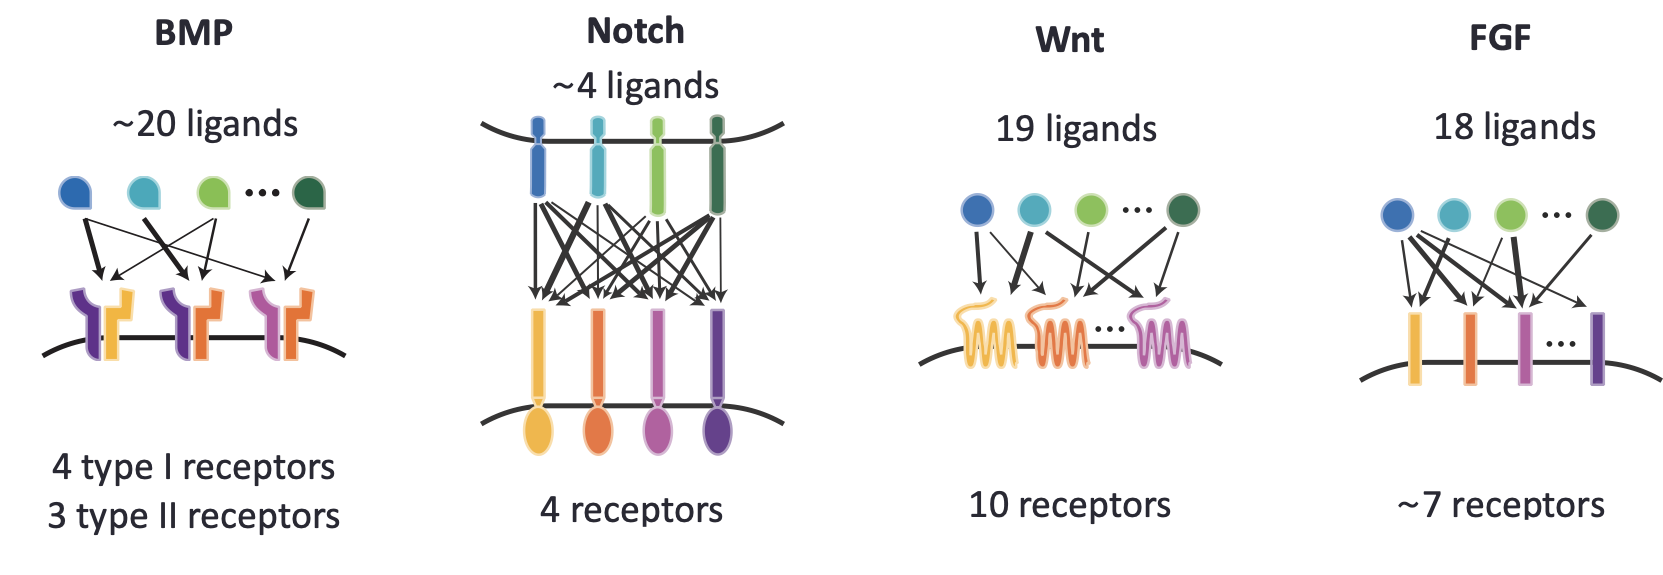 BMP
~20 ligands
4 type I receptors
3 type II receptors
Notch
~4 ligands
4 receptors
Wnt
19 ligands
10 receptors
FGF
18 ligands
~7 receptors